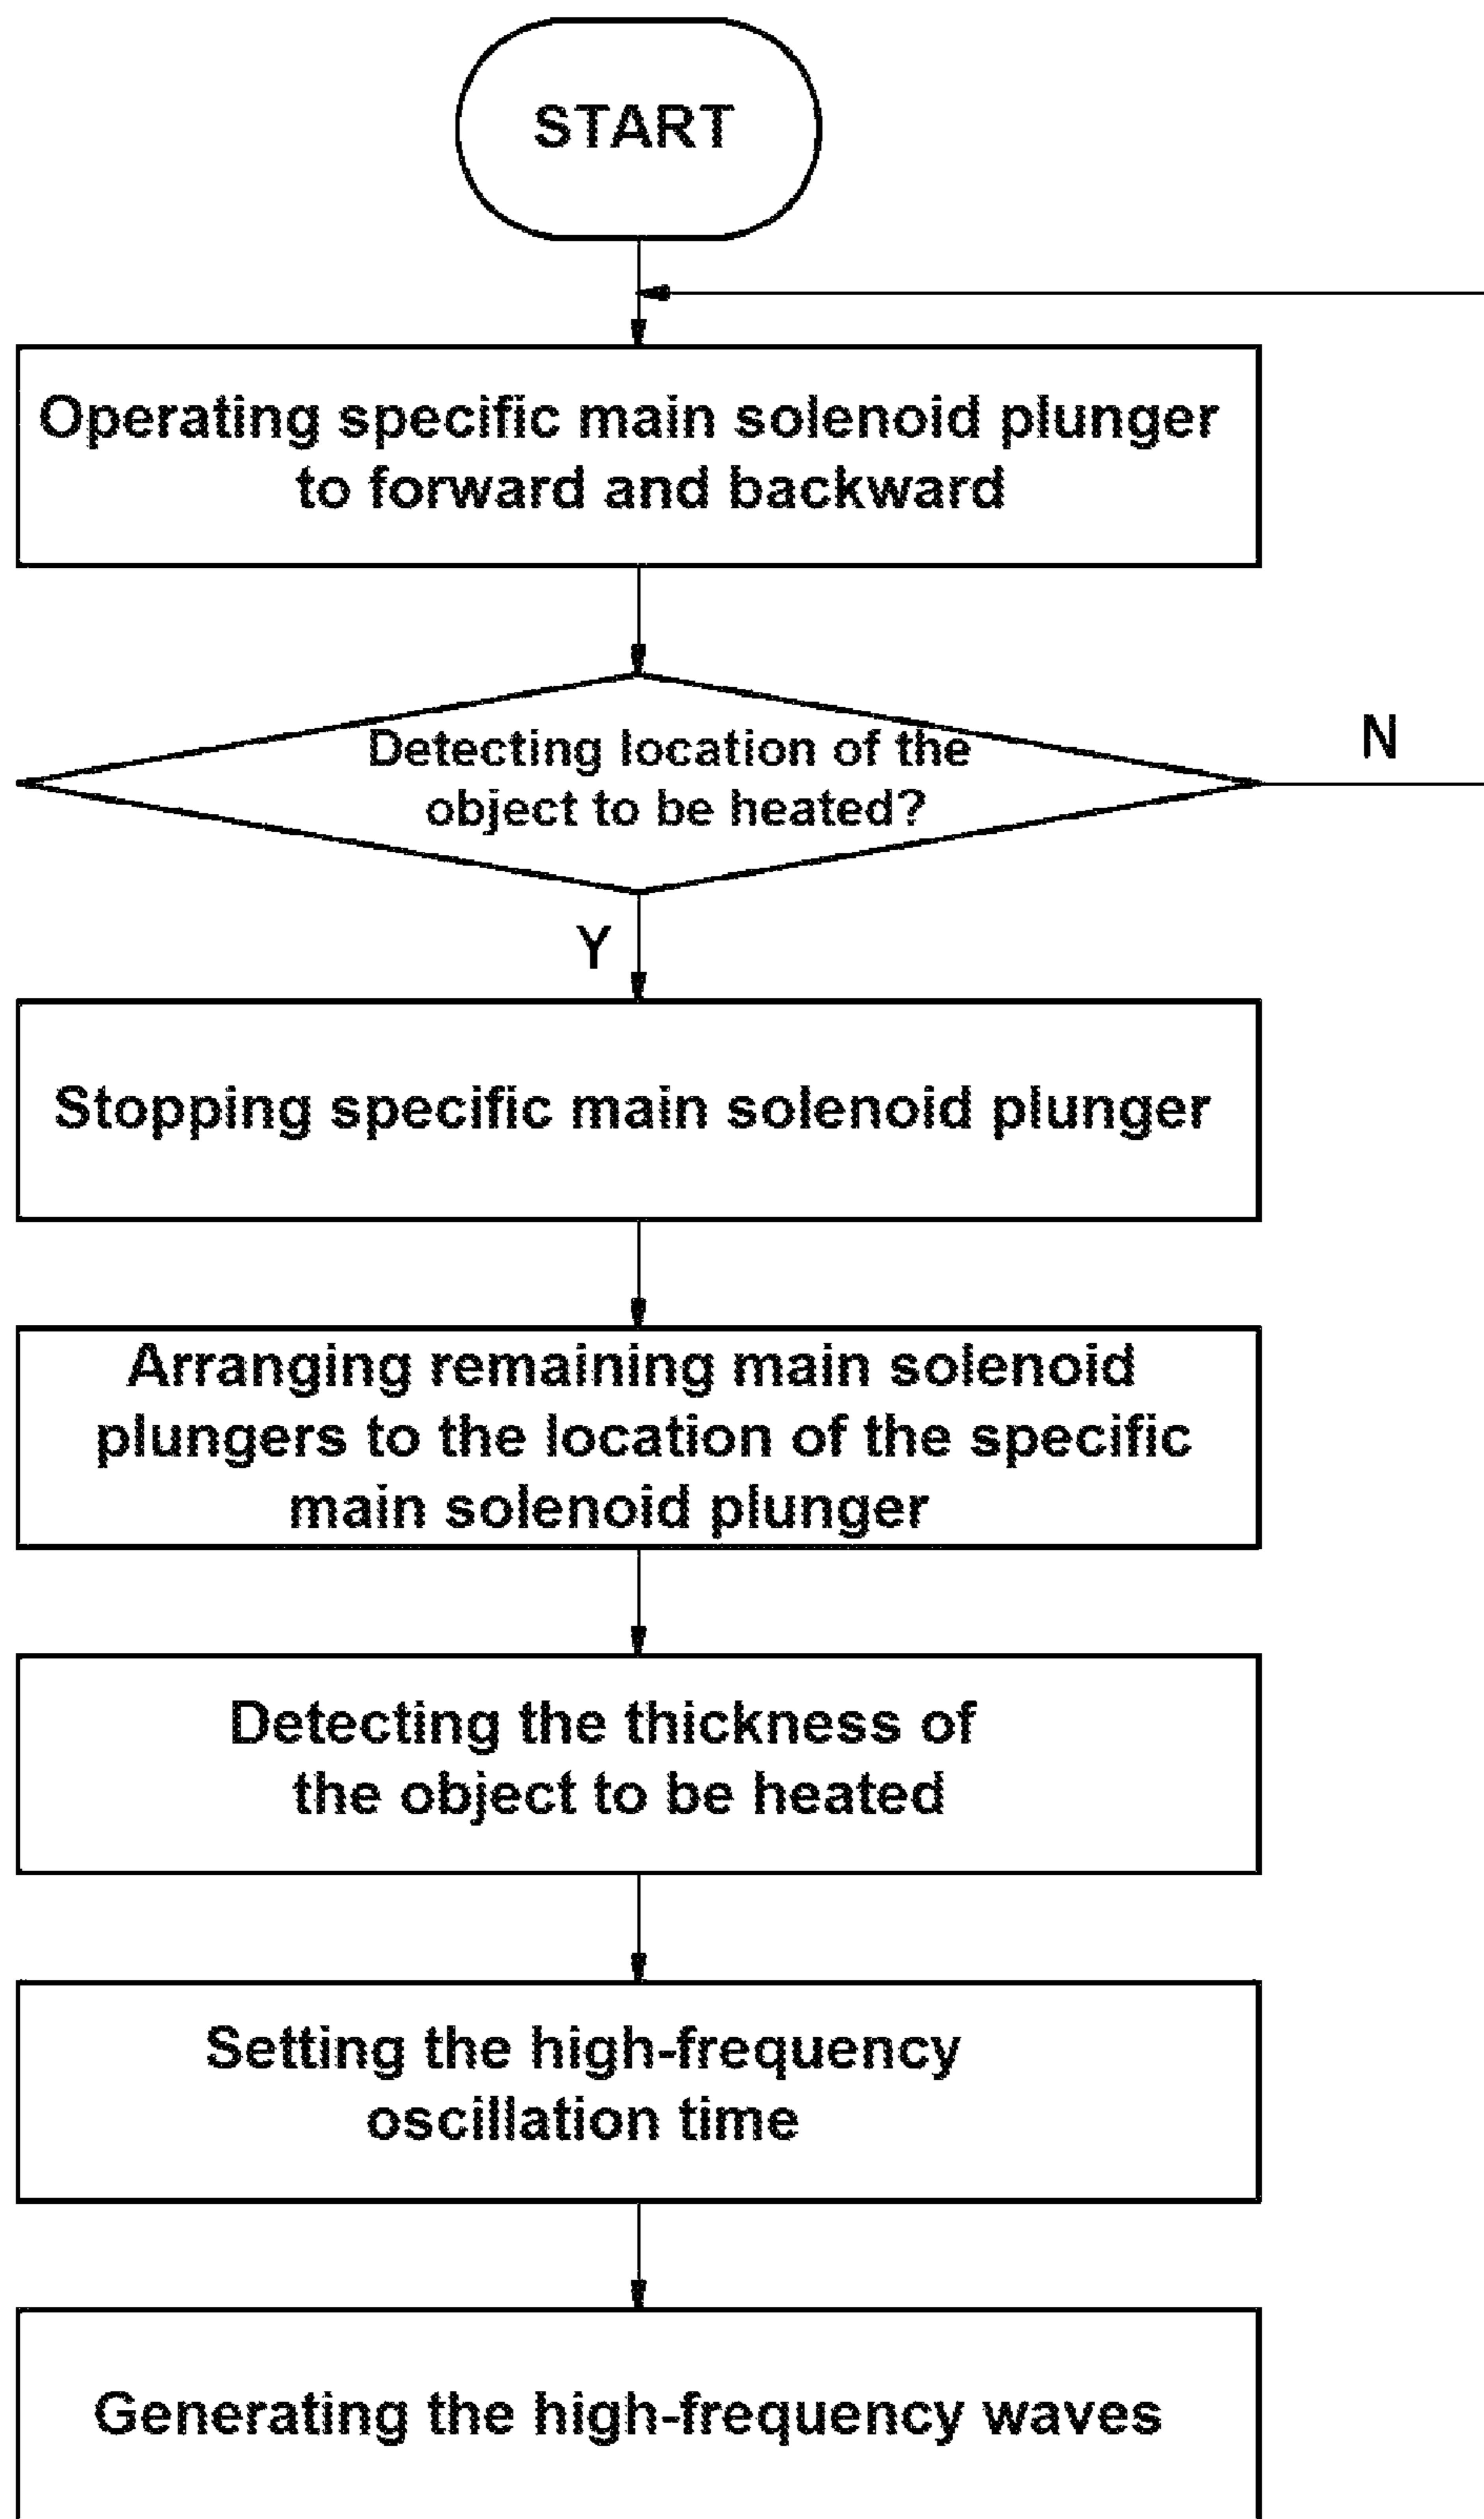 START
Operating specific main solenoid plunger
to forward and backward
Detecting location of the
object to be heated?
N
Y
Stopping specific main solenoid plunger
Arranging remaining main solenoid
plungers to the location of the specific
main solenoid plunger
Detecting the thickness of
the object to be heated
Setting the high-frequency
oscillation time
Generating the high-frequency waves